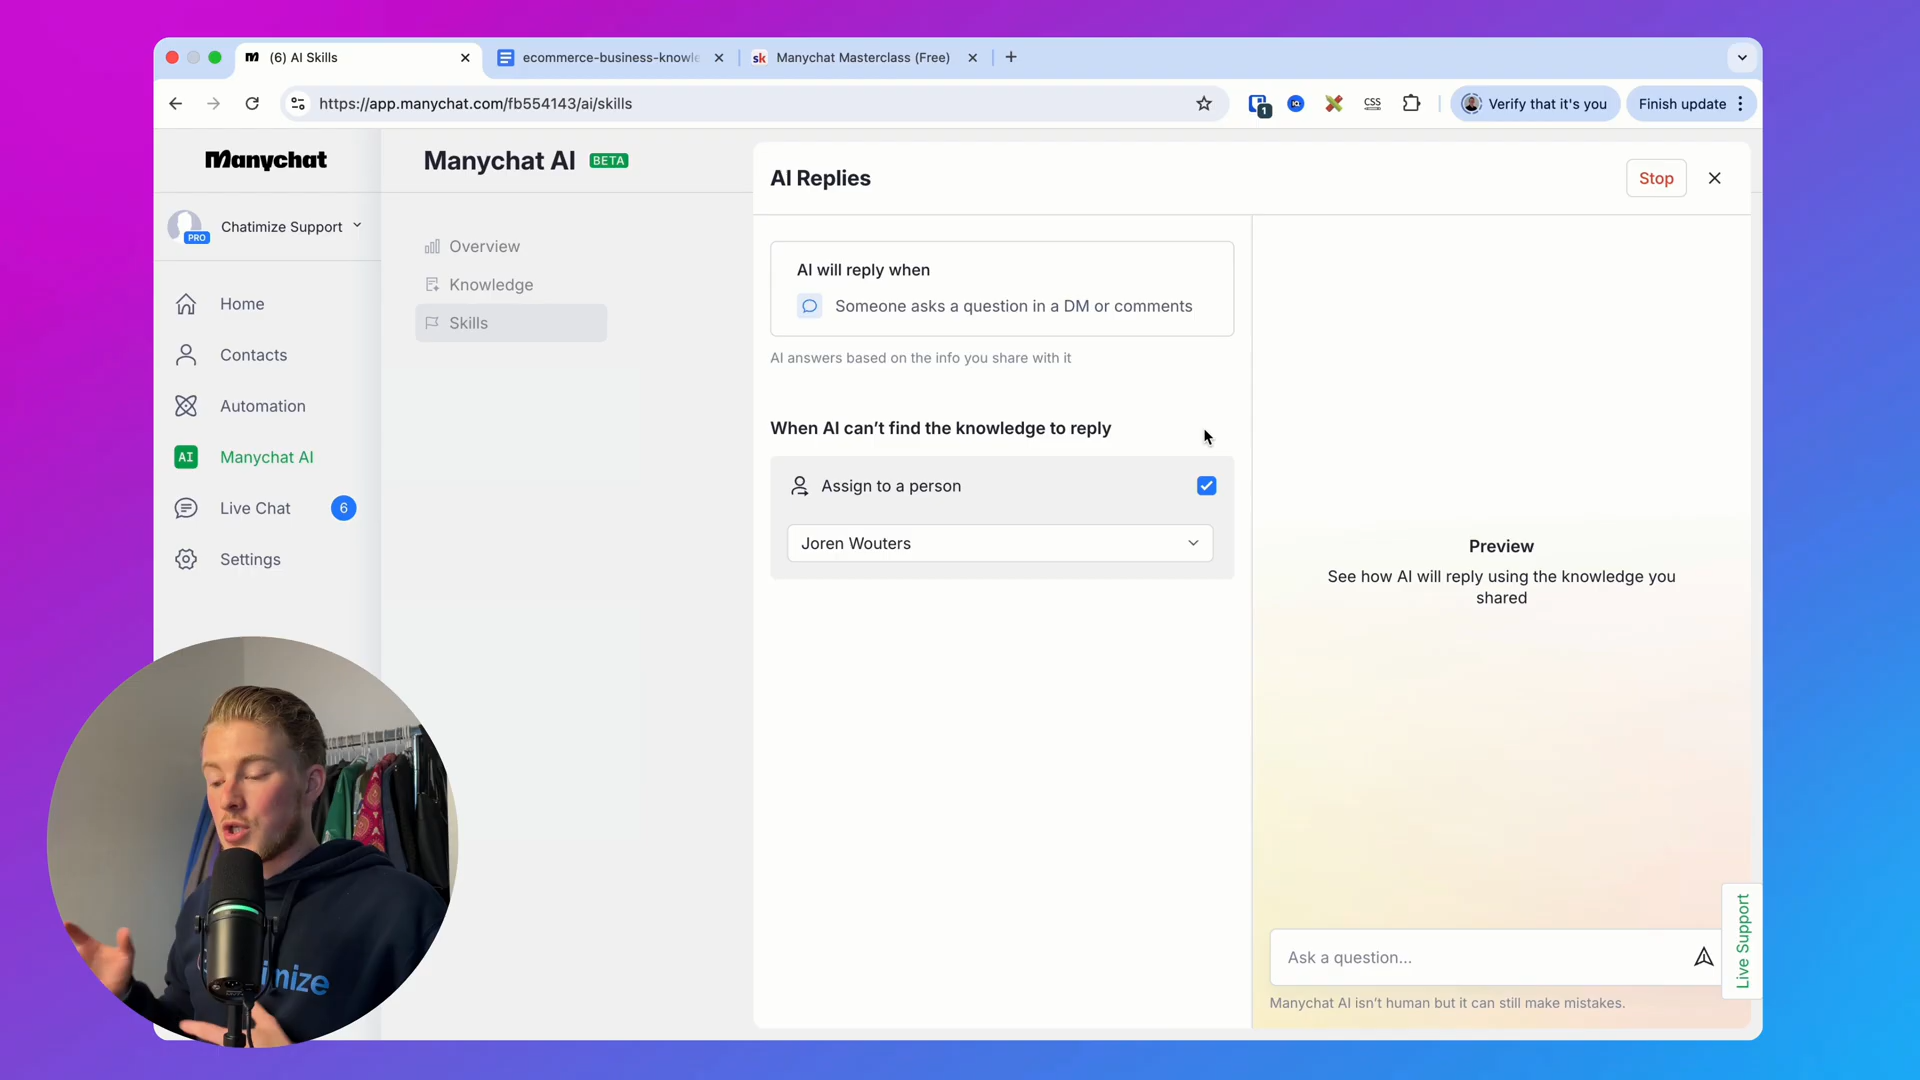 (6) AI Skills
ecommerce-business-knowle
sk
Manychat Masterclass (Free)
https://app.manychat.com/fb554143/ai/skills
1
CSS
Verify that it's you
Finish update
Manychat
Chatimize Support
PRO
Home
Contacts
Automation
AI
Manychat AI
Live Chat
6
Settings
Manychat AI
BETA
Overview
Knowledge
Skills
AI Replies
Stop
AI will reply when
Someone asks a question in a DM or comments
AI answers based on the info you share with it
When AI can't find the knowledge to reply
Assign to a person
Joren Wouters
Preview
See how AI will reply using the knowledge you
shared
Ask a question...
Manychat AI isn't human but it can still make mistakes.
Live Support
imize